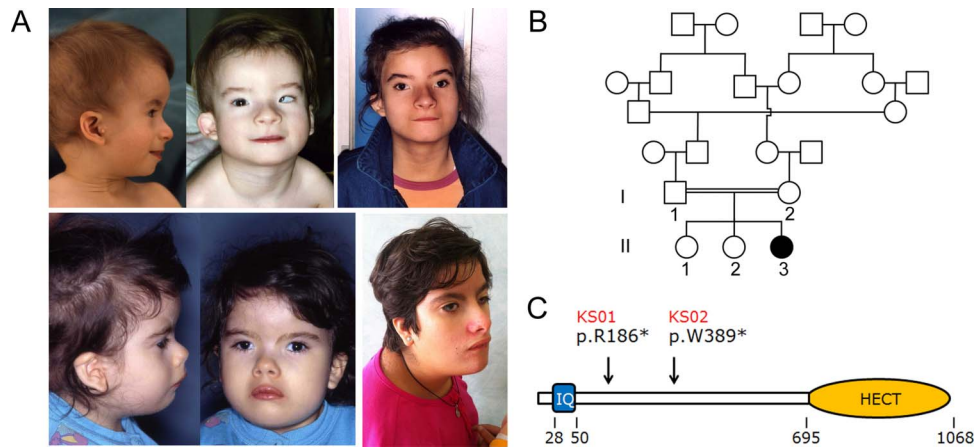 A
B
I
1
2
II
1
2
3
C
KS01
KS02
p.R186*
p.W389*
IQ
HECT
28
50
695
1068